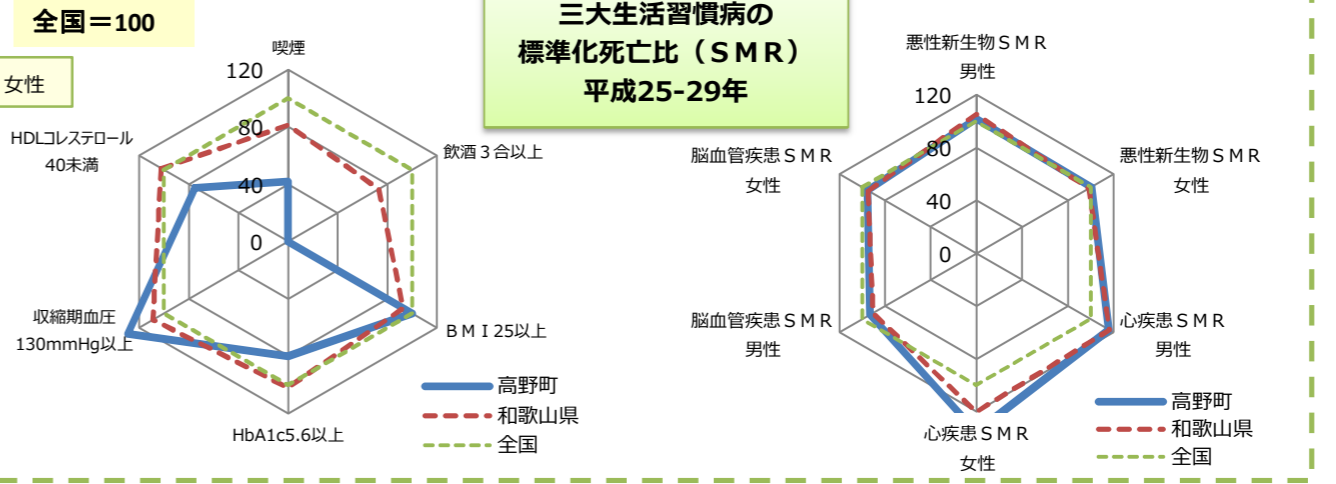 全国＝100
女性
喫煙
120
80
40
0
飲酒３合以上
ＢＭＩ25以上
HbA1c5.6以上
収縮期血圧
130mmHg以上
HDLコレステロール
40未満
高野町
和歌山県
全国
三大生活習慣病の
標準化死亡比（ＳＭＲ）
平成25-29年
悪性新生物ＳＭＲ
男性
120
80
40
0
悪性新生物ＳＭＲ
女性
心疾患ＳＭＲ
男性
心疾患ＳＭＲ
女性
脳血管疾患ＳＭＲ
男性
脳血管疾患ＳＭＲ
女性
高野町
和歌山県
全国